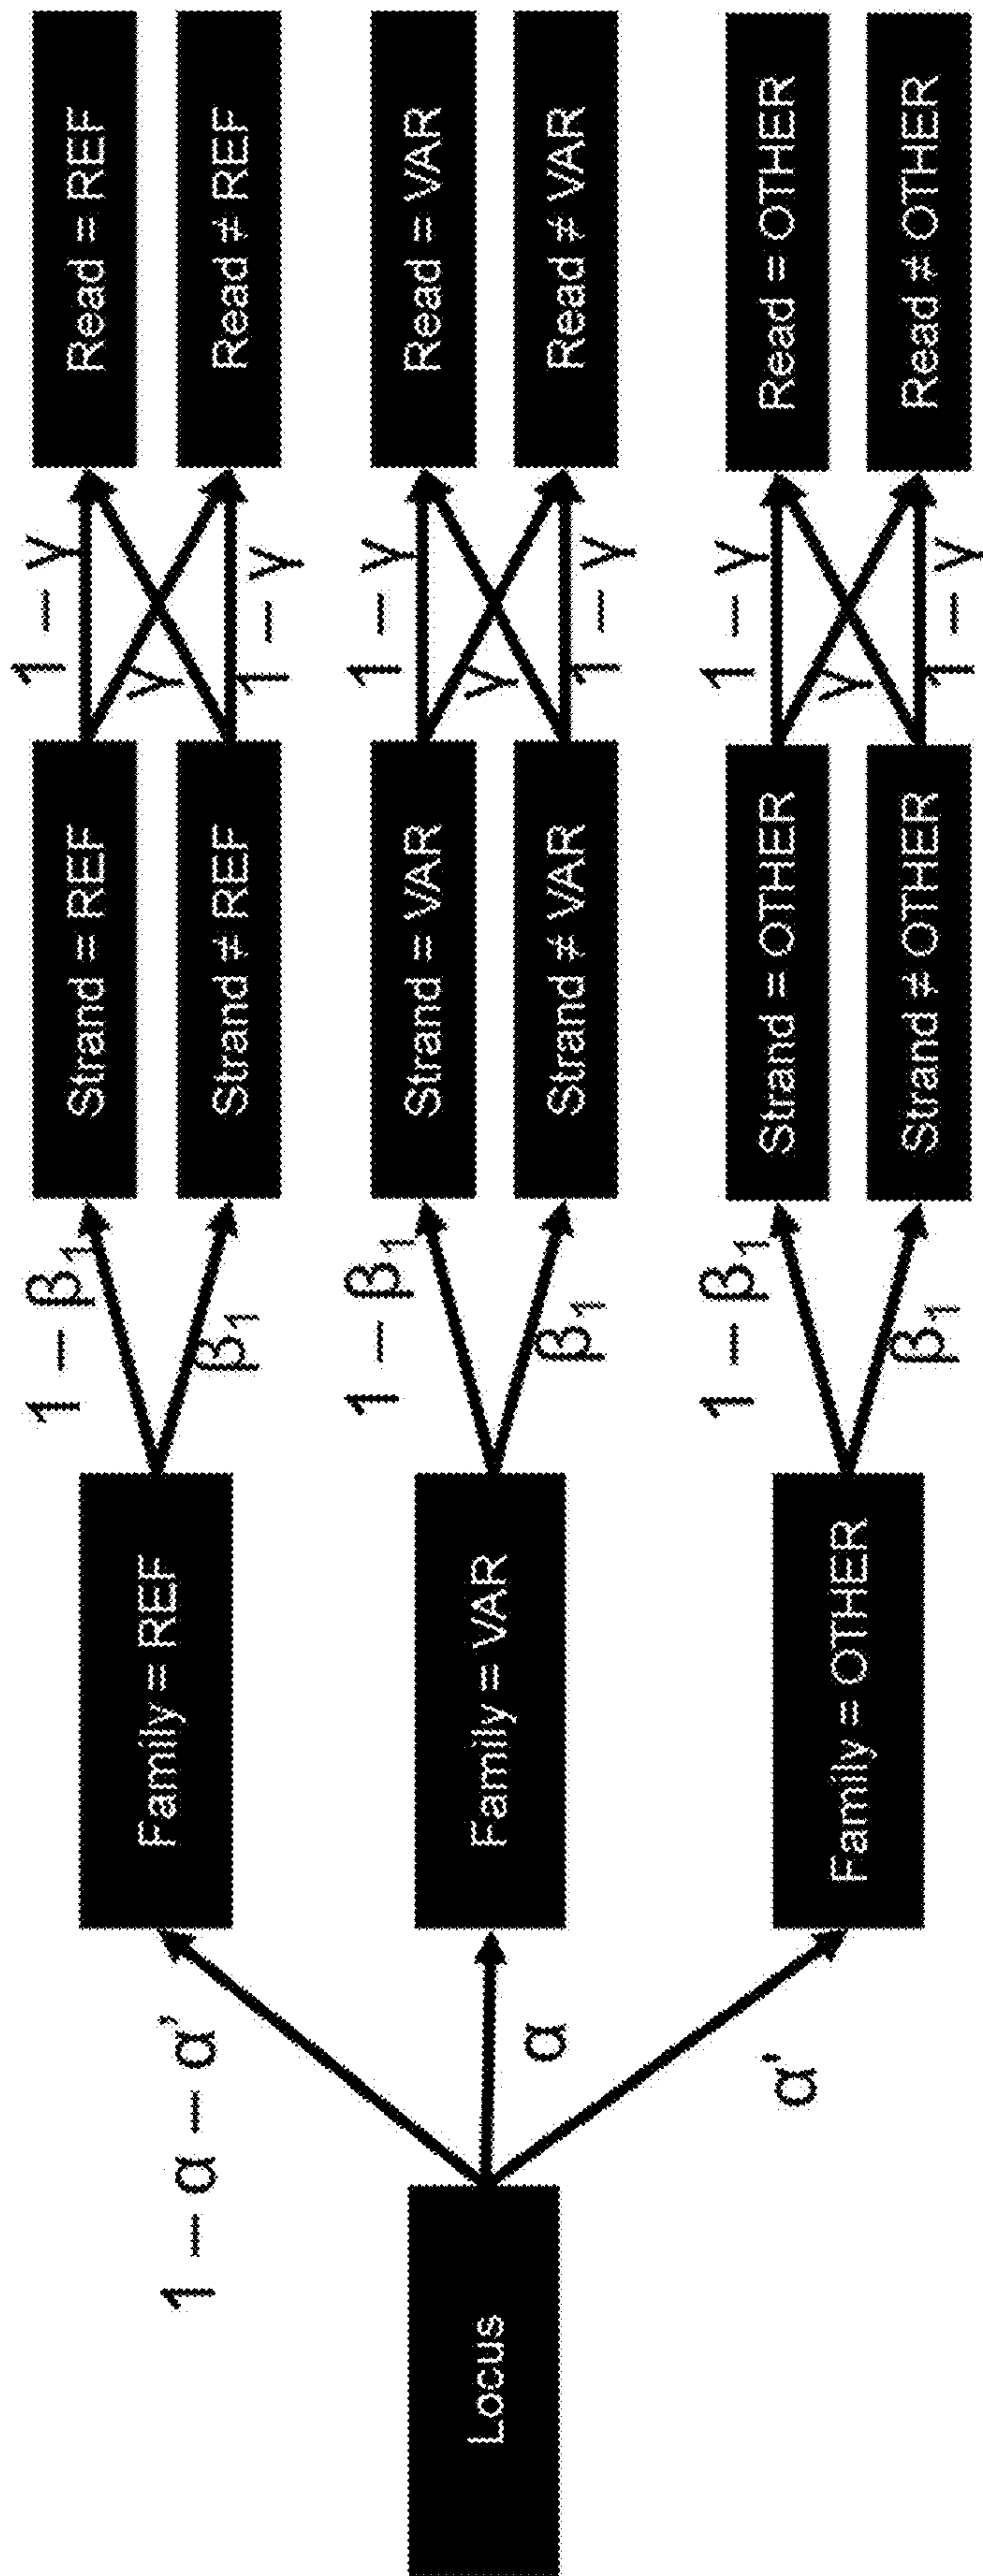 Locus
1 – α – α'
α
α'
Family = REF
Family = VAR
Family = OTHER
1 – β₁
β₁
1 – β₁
β₁
1 – β₁
β₁
Strand = REF
Strand ≠ REF
Strand = VAR
Strand ≠ VAR
Strand = OTHER
Strand ≠ OTHER
1 – γ
γ
1 – γ
1 – γ
γ
1 – γ
1 – γ
γ
1 – γ
Read = REF
Read ≠ REF
Read = VAR
Read ≠ VAR
Read = OTHER
Read ≠ OTHER